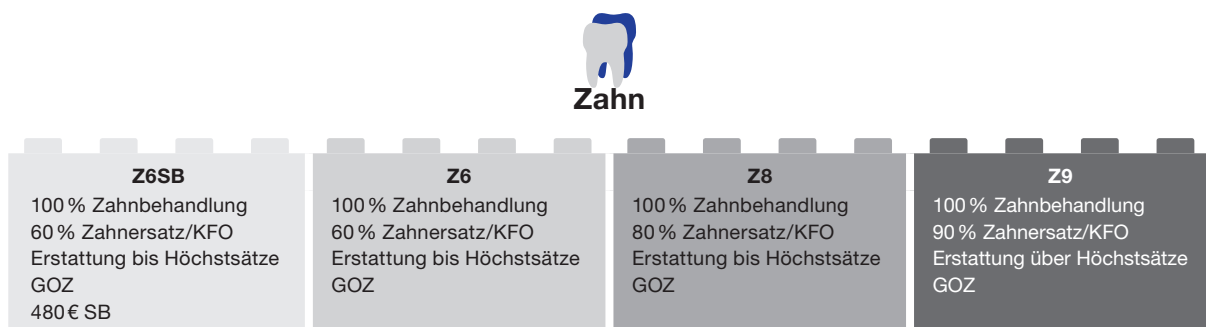 Zahn
Z6SB
100 % Zahnbehandlung
60 % Zahnersatz/KFO
Erstattung bis Höchstsätze
GOZ
480 € SB
Z6
100 % Zahnbehandlung
60 % Zahnersatz/KFO
Erstattung bis Höchstsätze
GOZ
Z8
100 % Zahnbehandlung
80 % Zahnersatz/KFO
Erstattung bis Höchstsätze
GOZ
Z9
100 % Zahnbehandlung
90 % Zahnersatz/KFO
Erstattung über Höchstsätze
GOZ